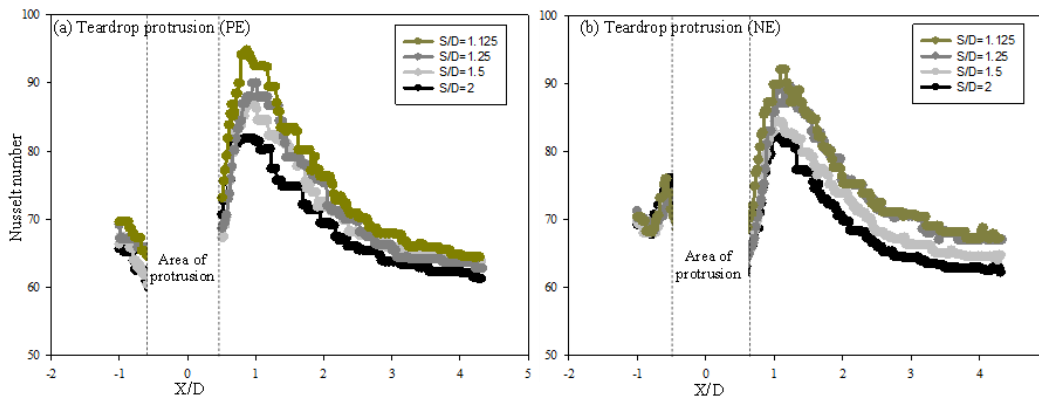 (a) Teardrop protrusion (PE)
S/D=1.125
S/D=1.25
S/D=1.5
S/D=2
Nusselt number
100
90
80
70
60
50
Area of
protrusion
-2
-1
0
1
2
3
4
5
X/D
(b) Teardrop protrusion (NE)
S/D=1.125
S/D=1.25
S/D=1.5
S/D=2
100
90
80
70
60
50
Area of
protrusion
-2
-1
0
1
2
3
4
X/D